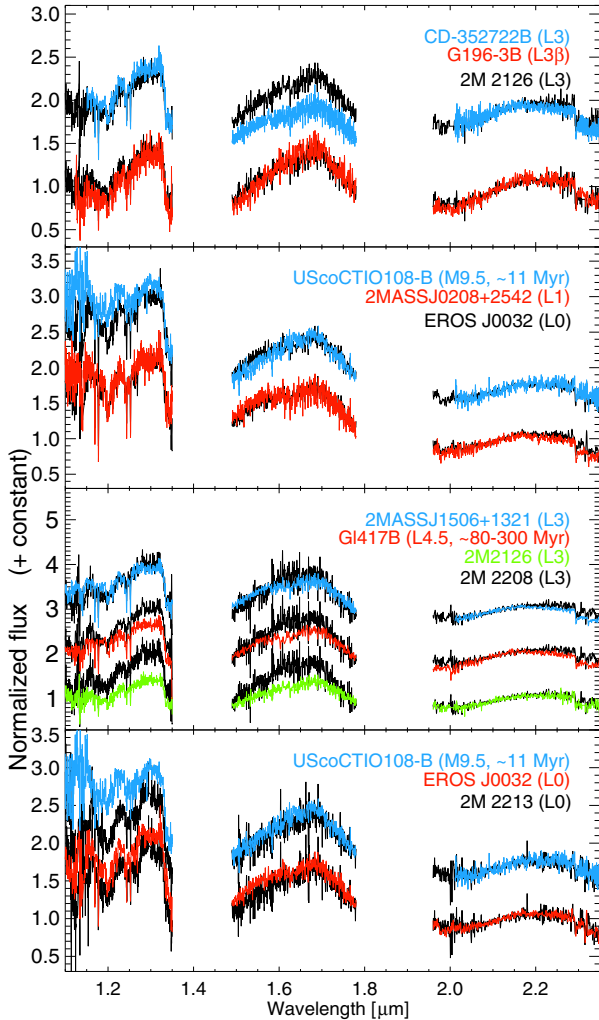 3.0
2.5
2.0
1.5
1.0
0.5
CD-352722B (L3)
G196-3B (L3β)
2M 2126 (L3)
3.5
3.0
2.5
2.0
1.5
1.0
0.5
UScoCTIO108-B (M9.5, ~11 Myr)
2MASSJ0208+2542 (L1)
EROS J0032 (L0)
5
4
3
2
1
2MASSJ1506+1321 (L3)
Gl417B (L4.5, ~80-300 Myr)
2M2126 (L3)
2M 2208 (L3)
Normalized flux (+ constant)
3.5
3.0
2.5
2.0
1.5
1.0
0.5
UScoCTIO108-B (M9.5, ~11 Myr)
EROS J0032 (L0)
2M 2213 (L0)
1.2 1.4 1.6 1.8 2.0 2.2
Wavelength [μm]